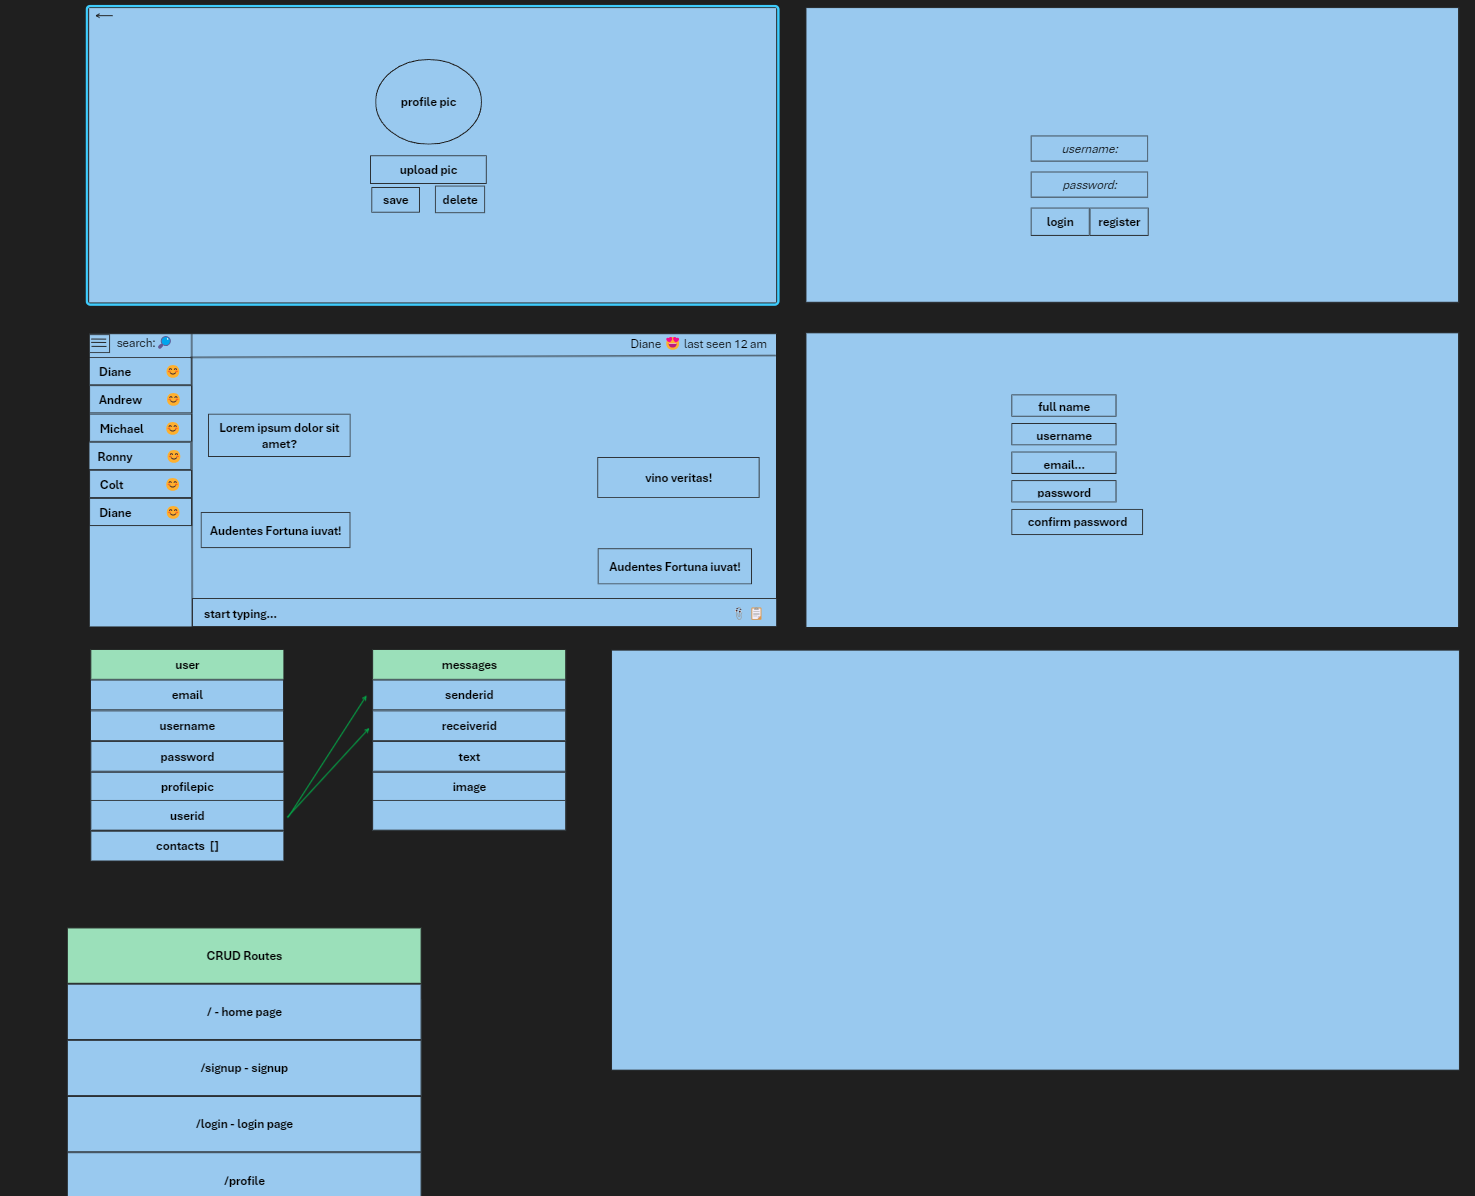 ←
profile pic
upload pic
save
delete
username:
password:
login
register
search: 🔎
Diane 😍 last seen 12 am
Diane 😊
Andrew 😊
Michael 😊
Ronny 😊
Colt 😊
Diane 😊
Lorem ipsum dolor sit
amet?
vino veritas!
Audentes Fortuna iuvat!
Audentes Fortuna iuvat!
start typing...
full name
username
email...
password
confirm password
user
email
username
password
profilepic
userid
contacts []
messages
senderid
receiverid
text
image
CRUD Routes
/ - home page
/signup - signup
/login - login page
/profile